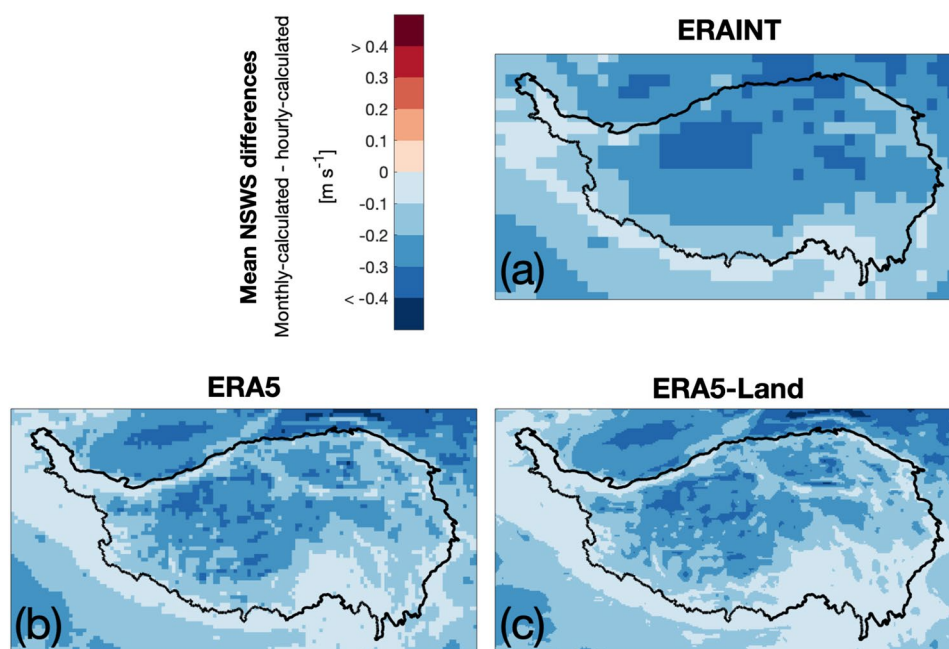 Mean NSWS differences
Monthly-calculated - hourly-calculated
[m s⁻¹]
> 0.4
0.3
0.2
0.1
0
-0.1
-0.2
-0.3
< -0.4
ERAINT
(a)
ERA5
(b)
ERA5-Land
(c)